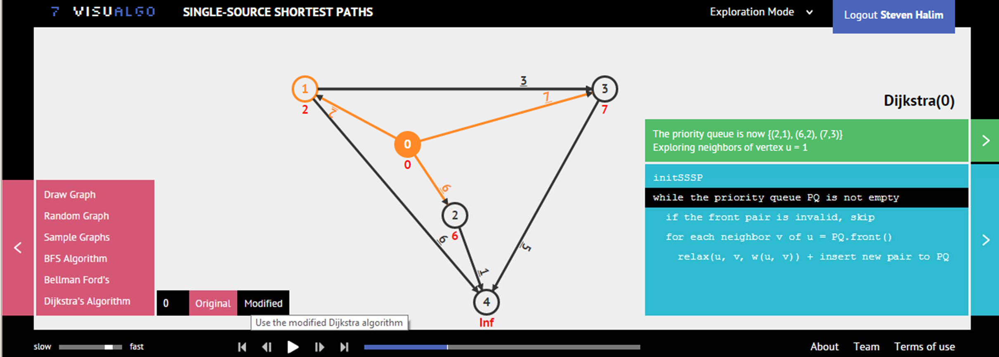 7 VISUALGO SINGLE-SOURCE SHORTEST PATHS Exploration Mode Logout Steven Halim
3
1 3
7
2 2 7
Dijkstra(0)
0
0
The priority queue is now {(2,1), (6,2), (7,3)}
Exploring neighbors of vertex u = 1
6
2
6 6
5
1
4
Inf
initSSSP
while the priority queue PQ is not empty
if the front pair is invalid, skip
for each neighbor v of u = PQ.front()
relax(u, v, w(u, v)) + insert new pair to PQ
Draw Graph
Random Graph
Sample Graphs
BFS Algorithm
Bellman Ford's
Dijkstra's Algorithm 0 Original Modified
Use the modified Dijkstra algorithm
slow fast About Team Terms of use